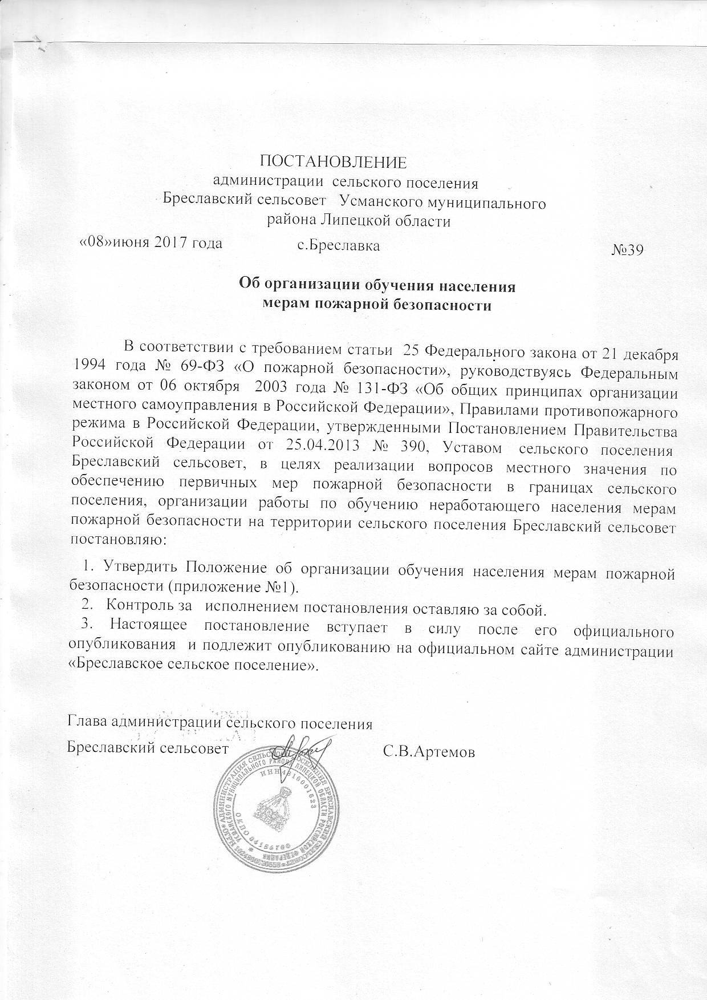 ПОСТАНОВЛЕНИЕ
администрации сельского поселения
Бреславский сельсовет Усманского муниципального
района Липецкой области
«08»июня 2017 года с.Бреславка №39
Об организации обучения населения
мерам пожарной безопасности
В соответствии с требованием статьи 25 Федерального закона от 21 декабря
1994 года № 69-ФЗ «О пожарной безопасности», руководствуясь Федеральным
законом от 06 октября 2003 года № 131-ФЗ «Об общих принципах организации
местного самоуправления в Российской Федерации», Правилами противопожарного
режима в Российской Федерации, утвержденными Постановлением Правительства
Российской Федерации от 25.04.2013 № 390, Уставом сельского поселения
Бреславский сельсовет, в целях реализации вопросов местного значения по
обеспечению первичных мер пожарной безопасности в границах сельского
поселения, организации работы по обучению неработающего населения мерам
пожарной безопасности на территории сельского поселения Бреславский сельсовет
постановляю:
1. Утвердить Положение об организации обучения населения мерам пожарной
безопасности (приложение №1).
2. Контроль за исполнением постановления оставляю за собой.
3. Настоящее постановление вступает в силу после его официального
опубликования и подлежит опубликованию на официальном сайте администрации
«Бреславское сельское поселение».
Глава администрации сельского поселения
Бреславский сельсовет С.В.Артемов
АДМИНИСТРАЦИЯ СЕЛЬСКОГО ПОСЕЛЕНИЯ БРЕСЛАВСКИЙ СЕЛЬСОВЕТ
УСМАНСКОГО МУНИЦИПАЛЬНОГО РАЙОНА ЛИПЕЦКОЙ ОБЛАСТИ РОССИЙСКОЙ ФЕДЕРАЦИИ
ИНН4816001623
ОКПО